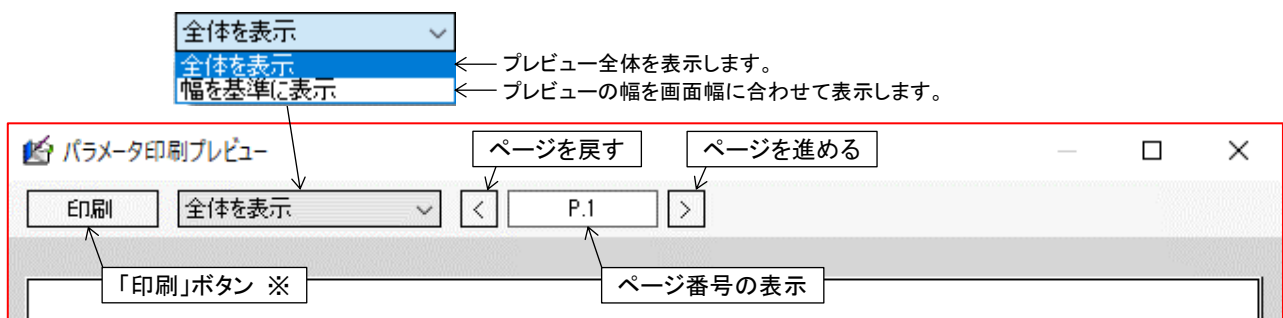 全体を表示
全体を表示
プレビュー全体を表示します。
幅を基準に表示
プレビューの幅を画面幅に合わせて表示します。
パラメータ印刷プレビュー
ページを戻す
ページを進める
印刷
全体を表示
<
P.1
>
「印刷」ボタン ※
ページ番号の表示